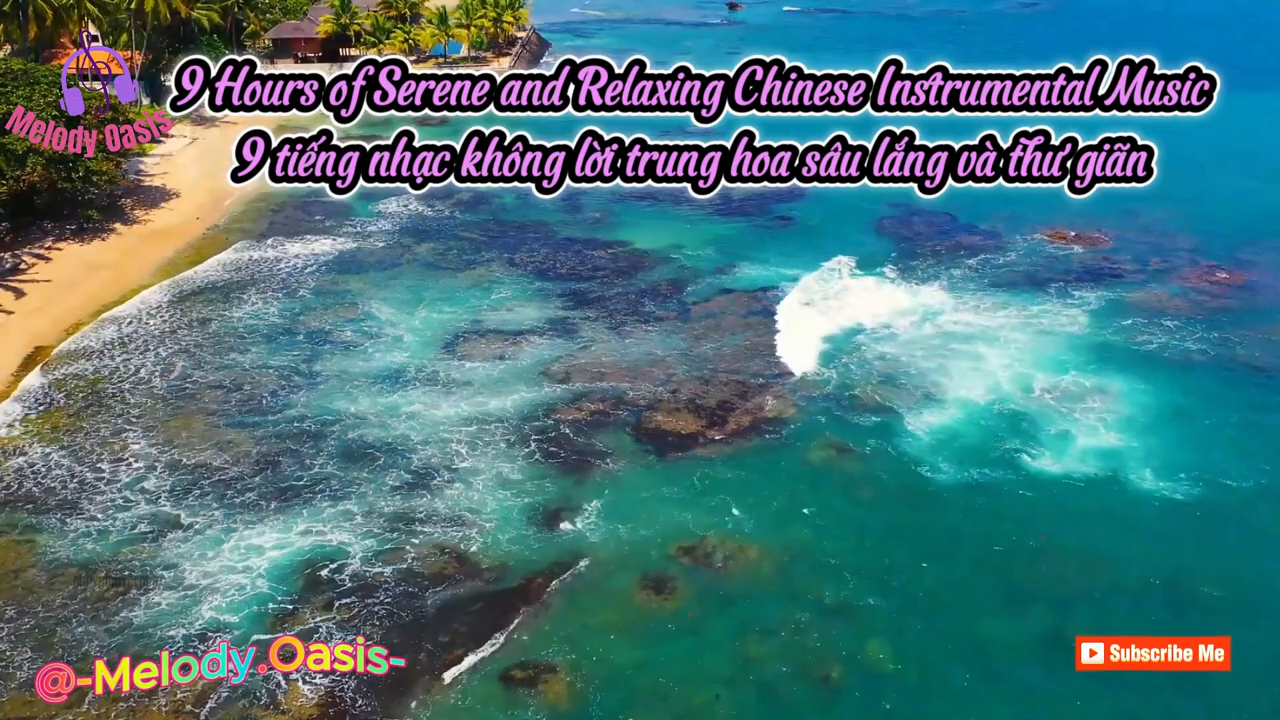 9 Hours of Serene and Relaxing Chinese Instrumental Music
9 tiếng nhạc không lời trung hoa sâu lắng và thư giãn
Melody Oasis
@-Melody.Oasis-
Subscribe Me